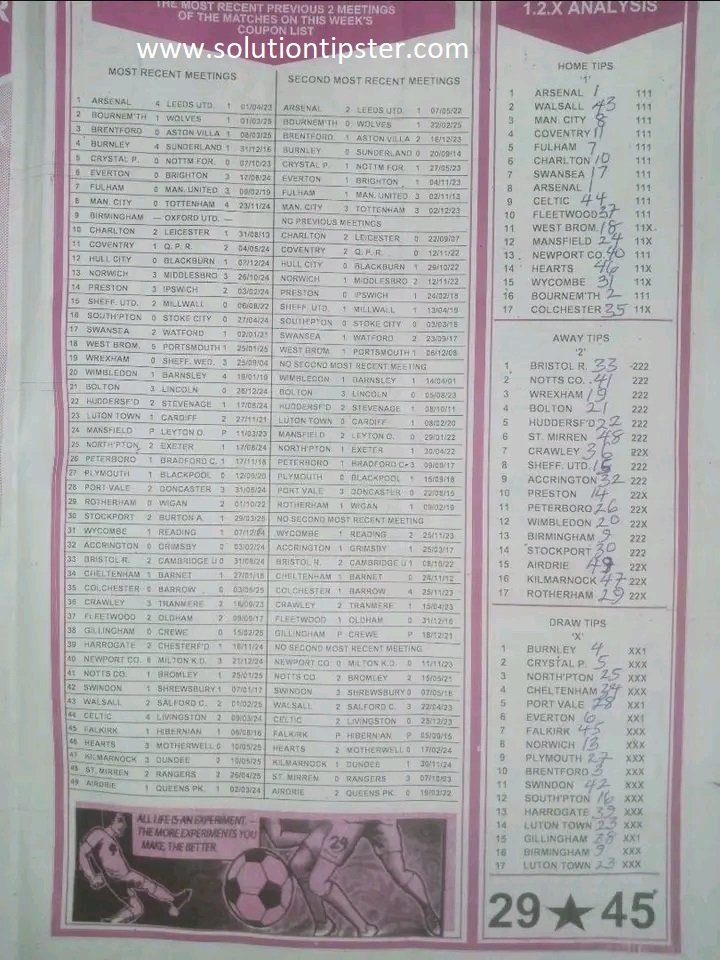 THE MOST RECENT PREVIOUS 2 MEETINGS
OF THE MATCHES ON THIS WEEK'S
COUPON LIST
www.solutiontipster.com
MOST RECENT MEETINGS SECOND MOST RECENT MEETINGS
1 ARSENAL 4 LEEDS UTD. 1 01/04/23 ARSENAL 2 LEEDS UTD. 1 07/05/22
2 BOURNEM'TH 1 WOLVES 1 01/03/25 BOURNEM'TH 0 WOLVES 1 22/02/25
3 BRENTFORD 0 ASTON VILLA 1 08/03/25 BRENTFORD 1 ASTON VILLA 2 16/12/23
4 BURNLEY 4 SUNDERLAND 1 31/12/16 BURNLEY 0 SUNDERLAND 0 20/09/14
5 CRYSTAL P. 0 NOTTM FOR. 0 07/10/23 CRYSTAL P. 1 NOTTM FOR. 1 27/05/23
6 EVERTON 0 BRIGHTON 3 17/08/24 EVERTON 1 BRIGHTON 1 04/11/23
7 FULHAM 0 MAN. UNITED 3 09/02/19 FULHAM 1 MAN. UNITED 3 02/11/13
8 MAN. CITY 0 TOTTENHAM 4 23/11/24 MAN. CITY 3 TOTTENHAM 3 02/12/23
9 BIRMINGHAM — OXFORD UTD. — NO PREVIOUS MEETINGS
10 CHARLTON 2 LEICESTER 1 31/08/13 CHARLTON 2 LEICESTER 0 22/09/07
11 COVENTRY 1 Q. P. R. 2 04/05/24 COVENTRY 2 Q. P. R. 0 12/11/22
12 HULL CITY 0 BLACKBURN 1 07/12/24 HULL CITY 0 BLACKBURN 1 29/10/22
13 NORWICH 3 MIDDLESBRO 3 26/10/24 NORWICH 1 MIDDLESBRO 2 12/11/22
14 PRESTON 3 IPSWICH 2 03/02/24 PRESTON 0 IPSWICH 1 24/02/18
15 SHEFF. UTD. 2 MILLWALL 0 06/08/22 SHEFF. UTD. 1 MILLWALL 1 13/04/19
16 SOUTH'PTON 0 STOKE CITY 0 27/04/24 SOUTH'PTON 0 STOKE CITY 0 03/03/18
17 SWANSEA 2 WATFORD 1 02/01/21 SWANSEA 1 WATFORD 2 23/09/17
18 WEST BROM. 5 PORTSMOUTH 1 25/01/25 WEST BROM. 1 PORTSMOUTH 1 06/12/08
19 WREXHAM 0 SHEFF. WED. 3 25/09/04 NO SECOND MOST RECENT MEETING
20 WIMBLEDON 1 BARNSLEY 4 19/01/19 WIMBLEDON 1 BARNSLEY 1 14/04/01
21 BOLTON 3 LINCOLN 0 26/12/24 BOLTON 3 LINCOLN 0 05/08/23
22 HUDDERSF'D 2 STEVENAGE 1 17/08/24 HUDDERSF'D 2 STEVENAGE 1 08/10/11
23 LUTON TOWN 1 CARDIFF 2 27/11/21 LUTON TOWN 0 CARDIFF 1 08/02/20
24 MANSFIELD P LEYTON O. P 11/03/23 MANSFIELD 2 LEYTON O. 0 29/01/22
25 NORTH'PTON 2 EXETER 1 17/08/24 NORTH'PTON 1 EXETER 1 30/04/22
26 PETERBORO 1 BRADFORD C. 1 17/11/18 PETERBORO 1 BRADFORD C. 3 09/09/17
27 PLYMOUTH 1 BLACKPOOL 0 12/09/20 PLYMOUTH 0 BLACKPOOL 1 15/09/18
28 PORT VALE 2 DONCASTER 3 31/08/24 PORT VALE 3 DONCASTER 0 22/08/15
29 ROTHERHAM 0 WIGAN 2 01/10/22 ROTHERHAM 1 WIGAN 1 09/02/19
30 STOCKPORT 2 BURTON A. 1 29/03/25 NO SECOND MOST RECENT MEETING
31 WYCOMBE 1 READING 1 07/12/24 WYCOMBE 1 READING 2 25/11/23
32 ACCRINGTON 0 GRIMSBY 0 03/02/24 ACCRINGTON 1 GRIMSBY 1 25/03/17
33 BRISTOL R. 2 CAMBRIDGE U 0 31/08/24 BRISTOL R. 2 CAMBRIDGE U 1 08/10/22
34 CHELTENHAM 1 BARNET 1 27/01/18 CHELTENHAM 1 BARNET 0 24/11/12
35 COLCHESTER 0 BARROW 0 03/05/25 COLCHESTER 1 BARROW 4 25/11/23
36 CRAWLEY 3 TRANMERE 2 16/09/23 CRAWLEY 2 TRANMERE 1 15/04/23
37 FLEETWOOD 2 OLDHAM 2 09/09/17 FLEETWOOD 1 OLDHAM 0 31/12/16
38 GILLINGHAM 0 CREWE 0 15/02/25 GILLINGHAM P CREWE P 18/12/21
39 HARROGATE 2 CHESTERF'D 1 16/11/24 NO SECOND MOST RECENT MEETING
40 NEWPORT CO 6 MILTON K.D. 3 21/12/24 NEWPORT CO 0 MILTON K.D. 0 11/11/23
41 NOTTS CO. 1 BROMLEY 1 25/01/25 NOTTS CO 2 BROMLEY 2 15/05/21
42 SWINDON 1 SHREWSBURY 1 07/01/17 SWINDON 3 SHREWSBURY 0 07/05/16
43 WALSALL 2 SALFORD C. 2 01/02/25 WALSALL 2 SALFORD C. 3 22/04/23
44 CELTIC 4 LIVINGSTON 2 09/03/24 CELTIC 2 LIVINGSTON 0 23/12/23
45 FALKIRK 1 HIBERNIAN 1 06/08/16 FALKIRK P HIBERNIAN P 05/09/15
46 HEARTS 3 MOTHERWELL 0 10/05/25 HEARTS 2 MOTHERWELL 0 17/02/24
47 KILMARNOCK 3 DUNDEE 2 10/05/25 KILMARNOCK 1 DUNDEE 1 30/11/24
48 ST. MIRREN 2 RANGERS 2 26/04/25 ST. MIRREN 0 RANGERS 3 07/10/23
49 AIRDRIE 1 QUEENS PK. 1 02/03/24 AIRDRIE 2 QUEENS PK. 0 19/03/22
ALL LIFE IS AN EXPERIMENT. —
THE MORE EXPERIMENTS YOU
MAKE, THE BETTER.
29
1.2.X ANALYSIS
HOME TIPS
'1'
1 ARSENAL 1 111
2 WALSALL 43 111
3 MAN. CITY 8 111
4 COVENTRY 11 111
5 FULHAM 7 111
6 CHARLTON 10 111
7 SWANSEA 17 111
8 ARSENAL 1 111
9 CELTIC 44 111
10 FLEETWOOD 37 111
11 WEST BROM. 18 11X.
12 MANSFIELD 24 11X
13 NEWPORT CO. 40 11X
14 HEARTS 46 11X
15 WYCOMBE 31 11X
16 BOURNEM'TH 2 111
17 COLCHESTER 35 11X
AWAY TIPS
'2'
1 BRISTOL R. 33 -222
2 NOTTS CO. 41 222
3 WREXHAM 19 222
4 BOLTON 21 222
5 HUDDERSF'D 22 222
6 ST. MIRREN 48 222
7 CRAWLEY 36 22X
8 SHEFF. UTD. 15 222
9 ACCRINGTON 32 222
10 PRESTON 14 22X
11 PETERBORO 26 22X
12 WIMBLEDON 20 22X
13 BIRMINGHAM 9 222
14 STOCKPORT 30 222
15 AIRDRIE 49 22X
16 KILMARNOCK 47 22X
17 ROTHERHAM 29 22X
DRAW TIPS
'X'
1 BURNLEY 4 XX1
2 CRYSTAL P. 5 XXX
3 NORTH'PTON 25 XXX
4 CHELTENHAM 34 XXX
5 PORT VALE 28 XX1
6 EVERTON 6 XX1
7 FALKIRK 45 XXX
8 NORWICH 13 XXX
9 PLYMOUTH 27 XXX
10 BRENTFORD 3 XXX
11 SWINDON 42 XXX
12 SOUTH'PTON 16 XXX
13 HARROGATE 39 XXX
14 LUTON TOWN 23 XXX
15 GILLINGHAM 38 XX1
16 BIRMINGHAM 9 XXX
17 LUTON TOWN 23 XXX
29 ★ 45